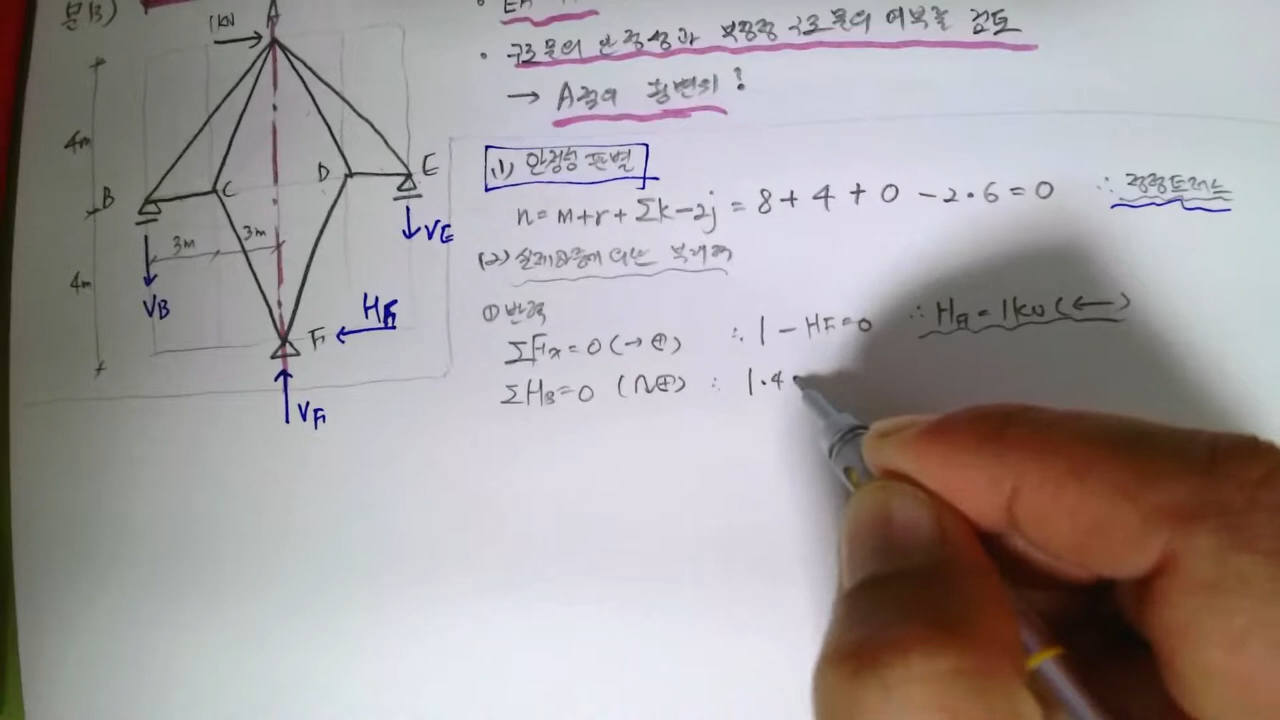 문13)
1KN
A
4m
B
C
D
E
3m
3m
4m
VB
VE
HF
F
VF
EA
· 구조물의 안정성과 부정정 구조물의 여부를 검토
→ A점의 횡변위!
(1) 안정성 판별
n = m+r+Σk-2j = 8+4+0-2·6 = 0 ∴ 정정트러스
(2) 실제하중에 의한 부재력
① 반력
ΣFx=0 (→⊕) ∴ 1-HF=0 ∴ HF=1KN(←)
ΣMB=0 (⊕) ∴ 1·4